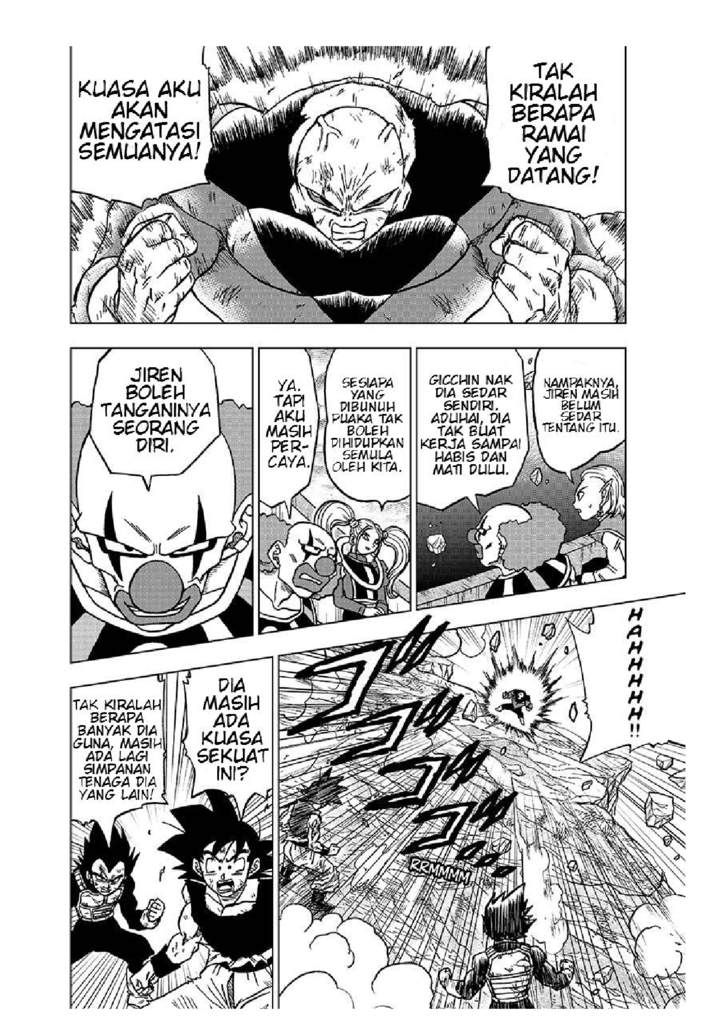 TAK
KIRALAH
BERAPA
RAMAI
YANG
DATANG!
KUASA AKU
AKAN
MENGATASI
SEMUANYA!
NAMPAKNYA,
JIREN MASIH
BELUM
SEDAR
TENTANG ITU.
GICCHIN NAK
DIA SEDAR
SENDIRI.
ADUHAI, DIA
TAK BUAT
KERJA SAMPAI
HABIS DAN
MATI DULU.
SESIAPA
YANG
DIBUNUH
PUAKA TAK
BOLEH
DIHIDUPKAN
SEMULA
OLEH KITA.
YA.
TAPI
AKU
MASIH
PER-
CAYA.
JIREN
BOLEH
TANGANINYA
SEORANG
DIRI.
HAHHHHH!!
ゴゴゴゴ...
RRMMMM
DIA
MASIH
ADA
KUASA
SEKUAT
INI?
TAK KIRALAH
BERAPA
BANYAK DIA
GUNA, MASIH
ADA LAGI
SIMPANAN
TENAGA DIA
YANG LAIN!